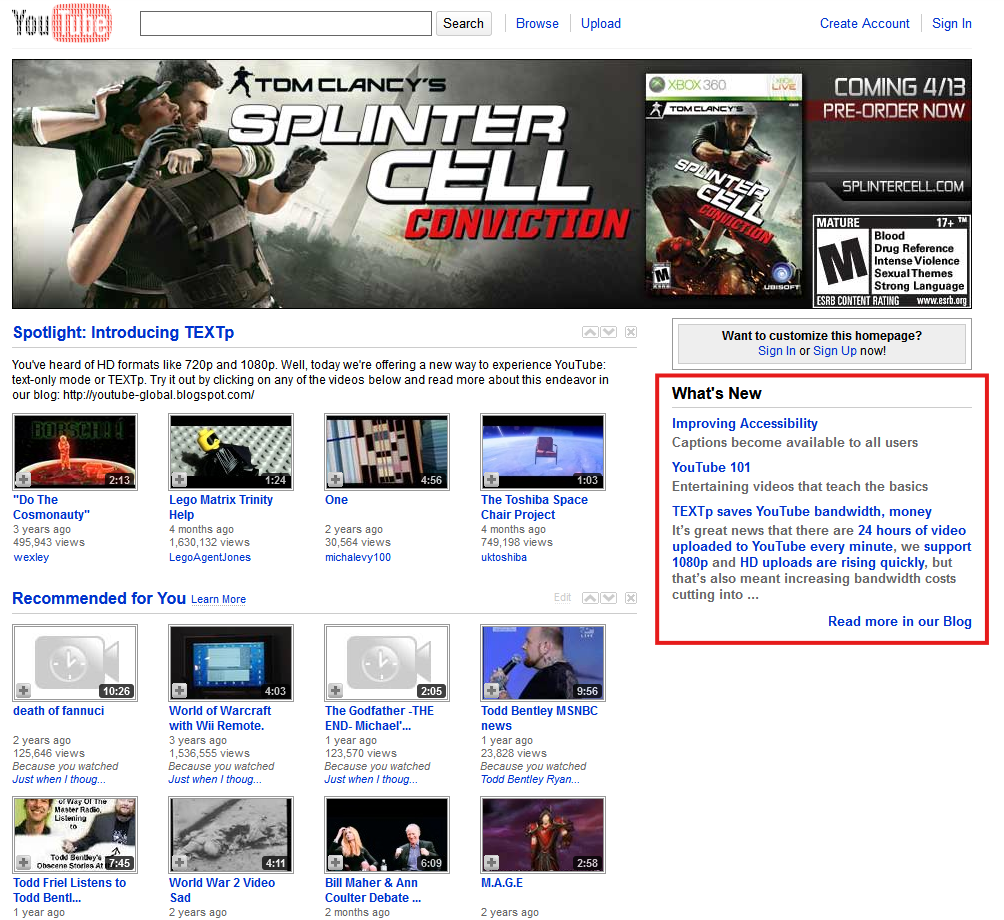 YouTube
Search
Browse
Upload
Create Account
Sign In
TOM CLANCY'S
SPLINTER
CELL
CONVICTION
XBOX 360
XBOX
LIVE
TOM CLANCY'S
SPLINTER
CELL
CONVICTION
M
ESRB
UBISOFT
COMING 4/13
PRE-ORDER NOW
SPLINTERCELL.COM
MATURE 17+ ™
M
Blood
Drug Reference
Intense Violence
Sexual Themes
Strong Language
ESRB CONTENT RATING www.esrb.org
Spotlight: Introducing TEXTp
You've heard of HD formats like 720p and 1080p. Well, today we're offering a new way to experience YouTube:
text-only mode or TEXTp. Try it out by clicking on any of the videos below and read more about this endeavor in
our blog: http://youtube-global.blogspot.com/
BOBSCH!!
2:13
1:24
4:56
1:03
"Do The
Cosmonauty"
3 years ago
495,943 views
wexley
Lego Matrix Trinity
Help
4 months ago
1,630,132 views
LegoAgentJones
One
2 years ago
30,564 views
michalevy100
The Toshiba Space
Chair Project
4 months ago
749,198 views
uktoshiba
Recommended for You Learn More
Edit
10:26
4:03
2:05
LIVE
9:56
death of fannuci
2 years ago
125,646 views
Because you watched
Just when I thoug...
World of Warcraft
with Wii Remote.
3 years ago
1,536,555 views
Because you watched
Just when I thoug...
The Godfather -THE
END- Michael'...
1 year ago
123,570 views
Because you watched
Just when I thoug...
Todd Bentley MSNBC
news
1 year ago
23,828 views
Because you watched
Todd Bentley Ryan...
of Way Of The
Master Radio,
Listening
to
Todd Bentley's
Obscene Stories At
7:45
4:11
6:09
2:58
Todd Friel Listens to
Todd Bentl...
1 year ago
World War 2 Video
Sad
2 years ago
Bill Maher & Ann
Coulter Debate ...
2 months ago
M.A.G.E
2 years ago
Want to customize this homepage?
Sign In or Sign Up now!
What's New
Improving Accessibility
Captions become available to all users
YouTube 101
Entertaining videos that teach the basics
TEXTp saves YouTube bandwidth, money
It's great news that there are 24 hours of video
uploaded to YouTube every minute, we support
1080p and HD uploads are rising quickly, but
that's also meant increasing bandwidth costs
cutting into ...
Read more in our Blog